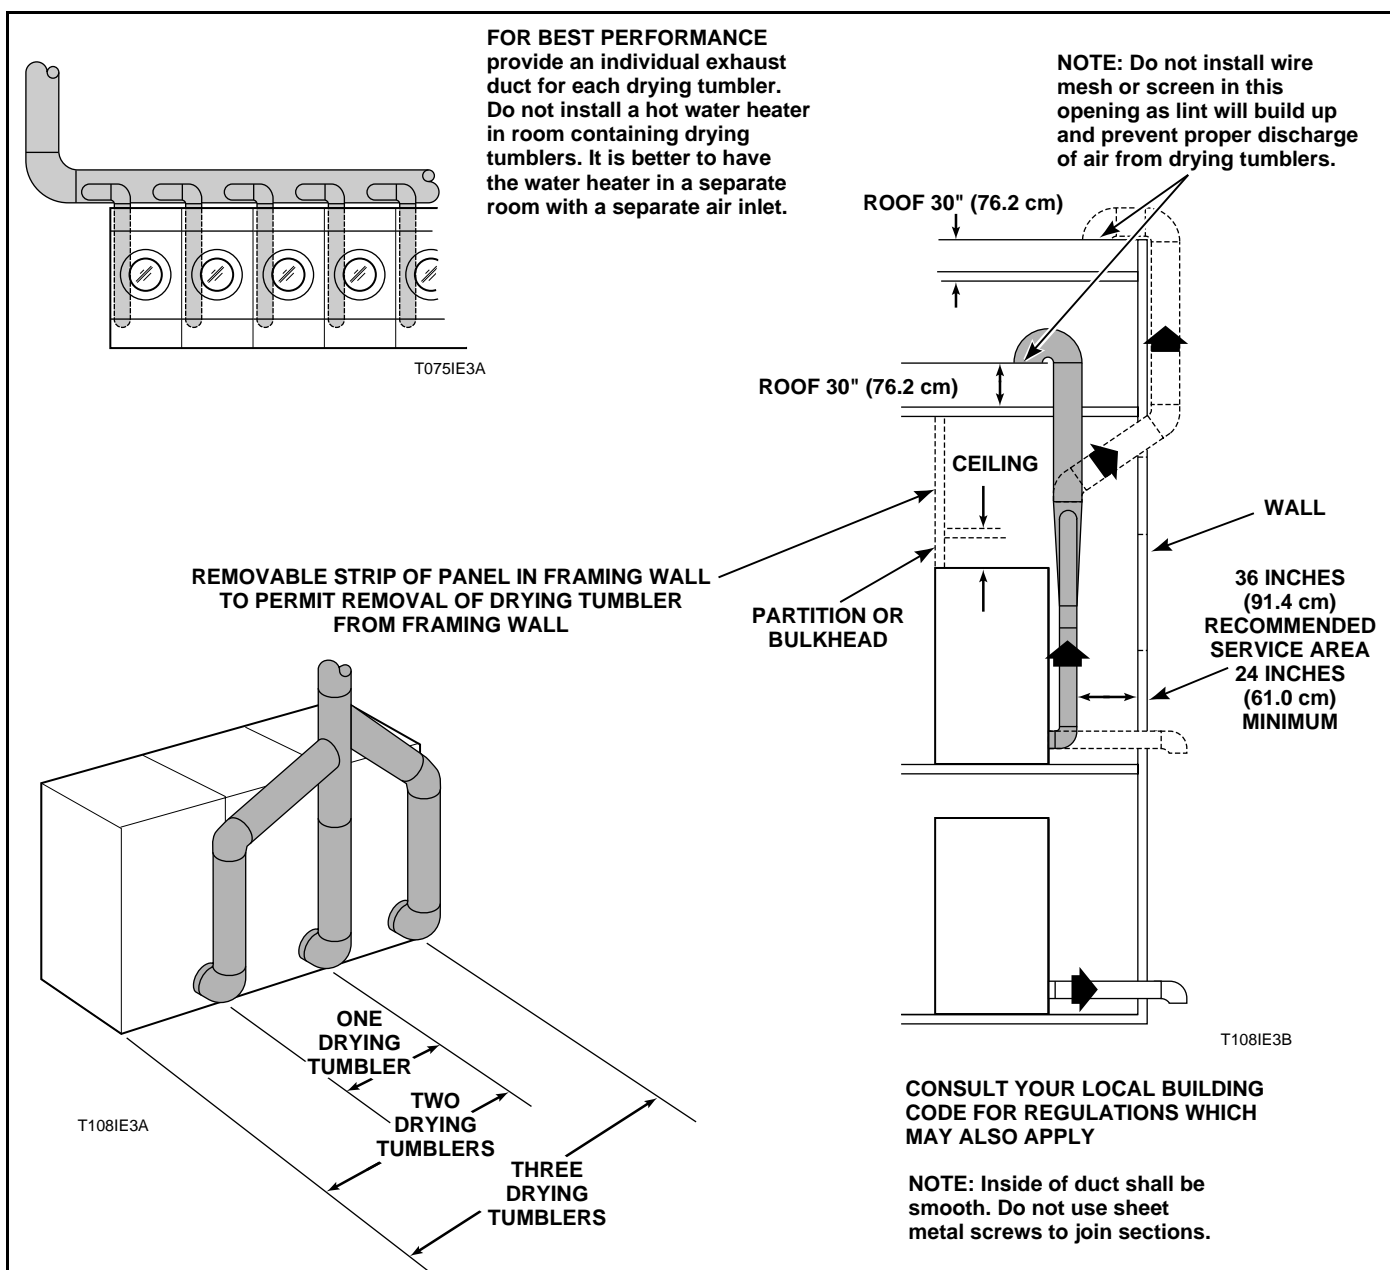 FOR BEST PERFORMANCE
provide an individual exhaust
duct for each drying tumbler.
Do not install a hot water heater
in room containing drying
tumblers. It is better to have
the water heater in a separate
room with a separate air inlet.
NOTE: Do not install wire
mesh or screen in this
opening as lint will build up
and prevent proper discharge
of air from drying tumblers.
ROOF 30" (76.2 cm)
T075IE3A
ROOF 30" (76.2 cm)
CEILING
WALL
REMOVABLE STRIP OF PANEL IN FRAMING WALL
TO PERMIT REMOVAL OF DRYING TUMBLER
FROM FRAMING WALL
PARTITION OR
BULKHEAD
36 INCHES
(91.4 cm)
RECOMMENDED
SERVICE AREA
24 INCHES
(61.0 cm)
MINIMUM
ONE
DRYING
TUMBLER
TWO
DRYING
TUMBLERS
THREE
DRYING
TUMBLERS
T108IE3A
T108IE3B
CONSULT YOUR LOCAL BUILDING
CODE FOR REGULATIONS WHICH
MAY ALSO APPLY
NOTE: Inside of duct shall be
smooth. Do not use sheet
metal screws to join sections.